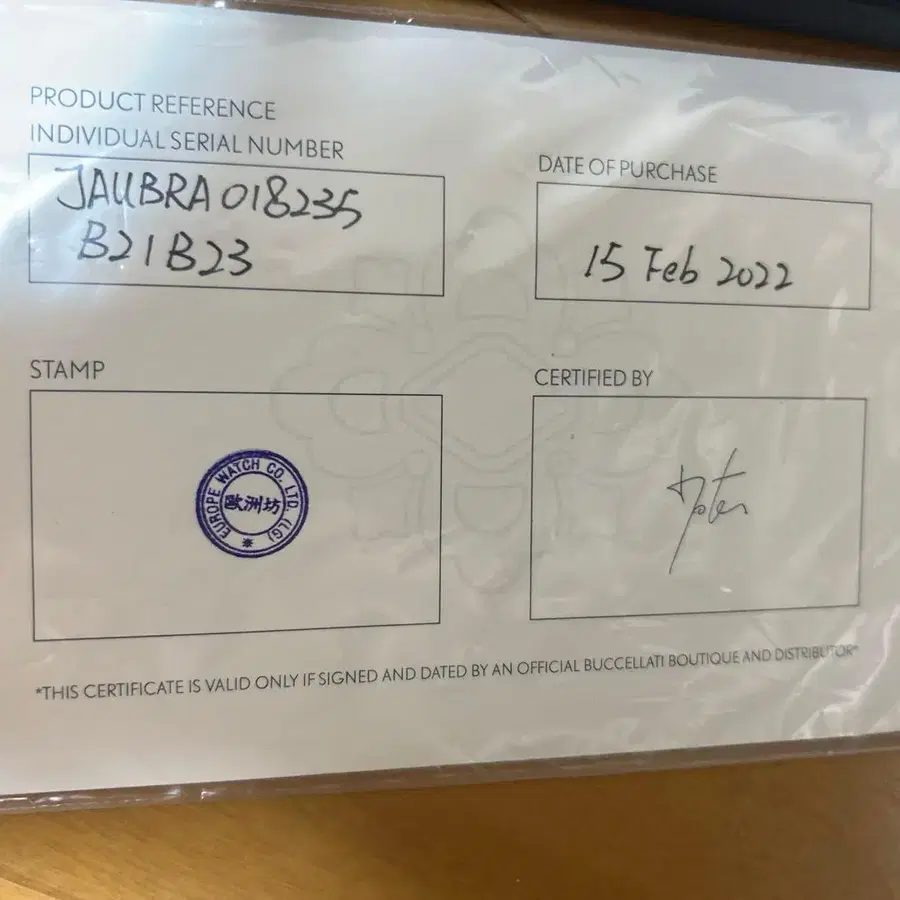 PRODUCT REFERENCE
INDIVIDUAL SERIAL NUMBER
JAUBRA 018235
B21B23
DATE OF PURCHASE
15 Feb 2022
STAMP
EUROPE WATCH CO. LTD. (LG)
歐洲坊
*
CERTIFIED BY
*THIS CERTIFICATE IS VALID ONLY IF SIGNED AND DATED BY AN OFFICIAL BUCCELLATI BOUTIQUE AND DISTRIBUTOR*